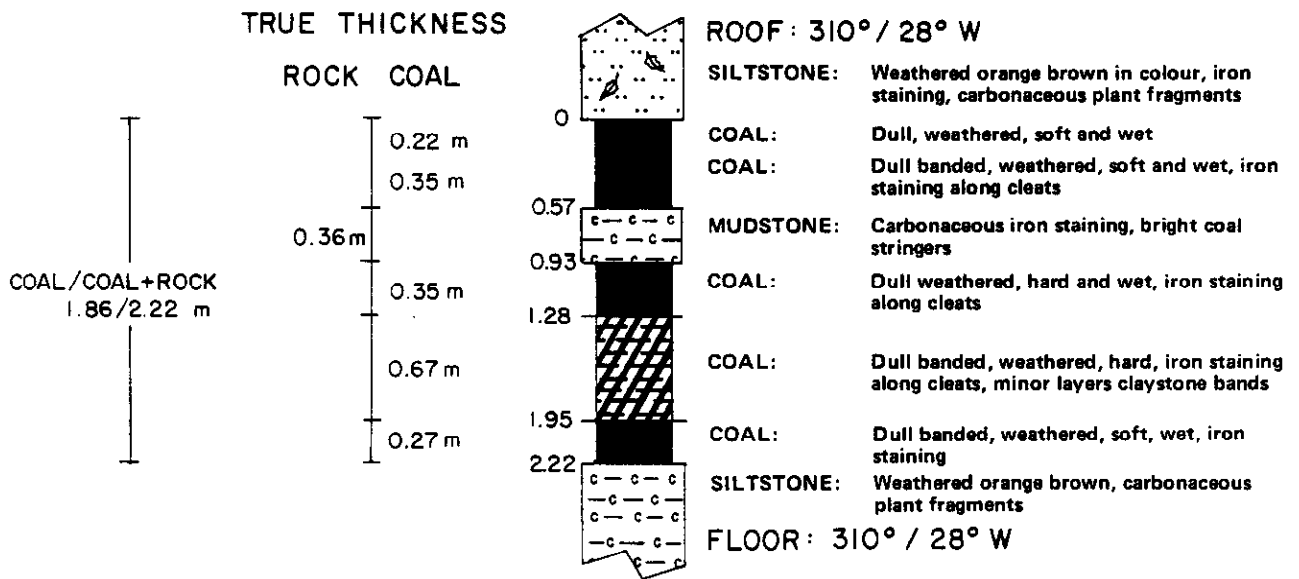 TRUE THICKNESS
ROCK COAL
0.22 m
0.35 m
0.36 m
0.35 m
0.67 m
0.27 m
COAL/COAL+ROCK
1.86/2.22 m
0
0.57
0.93
1.28
1.95
2.22
c — c — c
— c — c —
ROOF: 310° / 28° W
SILTSTONE: Weathered orange brown in colour, iron
staining, carbonaceous plant fragments
COAL: Dull, weathered, soft and wet
COAL: Dull banded, weathered, soft and wet, iron
staining along cleats
MUDSTONE: Carbonaceous iron staining, bright coal
stringers
COAL: Dull weathered, hard and wet, iron staining
along cleats
COAL: Dull banded, weathered, hard, iron staining
along cleats, minor layers claystone bands
COAL: Dull banded, weathered, soft, wet, iron
staining
SILTSTONE: Weathered orange brown, carbonaceous
plant fragments
FLOOR: 310° / 28° W
c — c — c
— c — c —
c — c — c
— c — c —
c — c